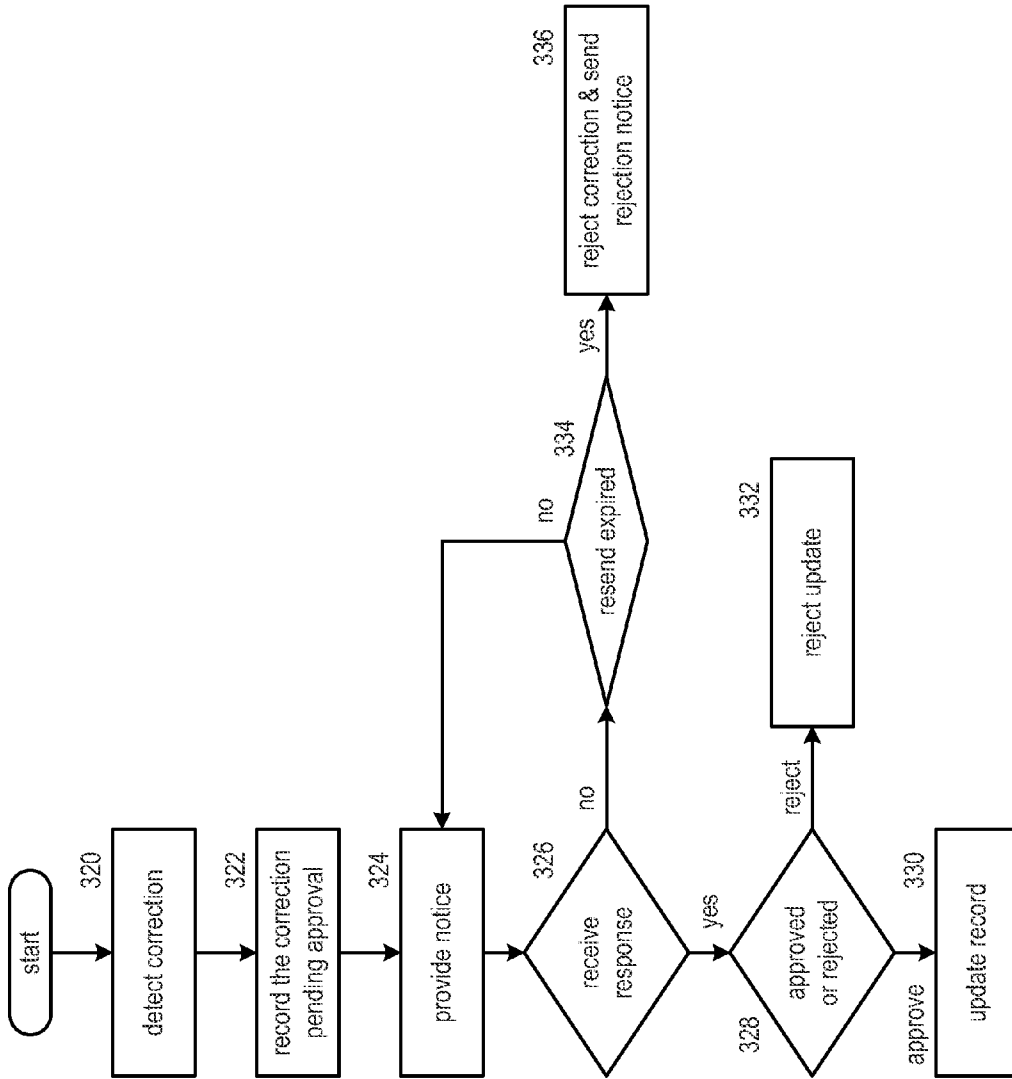 start
320
detect correction
322
record the correction
pending approval
324
provide notice
326
receive
response
no
334
resend expired
no
yes
336
reject correction & send
rejection notice
yes
328
approved
or rejected
reject
332
reject update
approve
330
update record